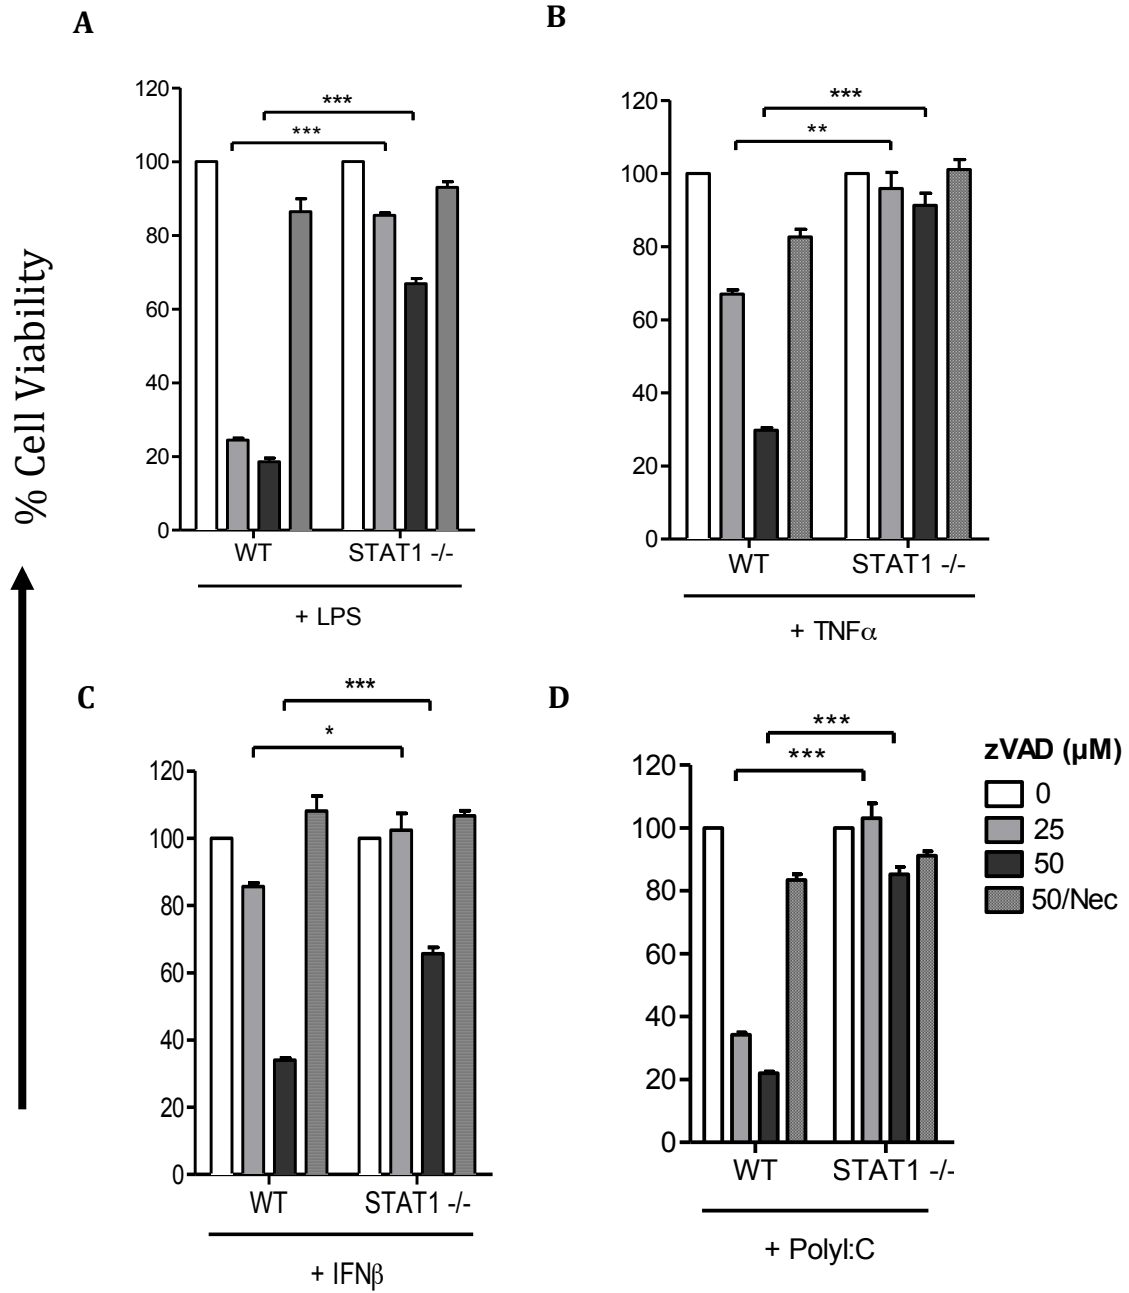 A
120
100
80
60
40
20
0
***
***
WT
STAT1 -/-
+ LPS
B
120
100
80
60
40
20
0
***
**
WT
STAT1 -/-
+ TNFα
% Cell Viability
C
120
100
80
60
40
20
0
***
*
WT
STAT1 -/-
+ IFNβ
D
120
100
80
60
40
20
0
***
***
WT
STAT1 -/-
+ PolyI:C
zVAD (µM)
0
25
50
50/Nec